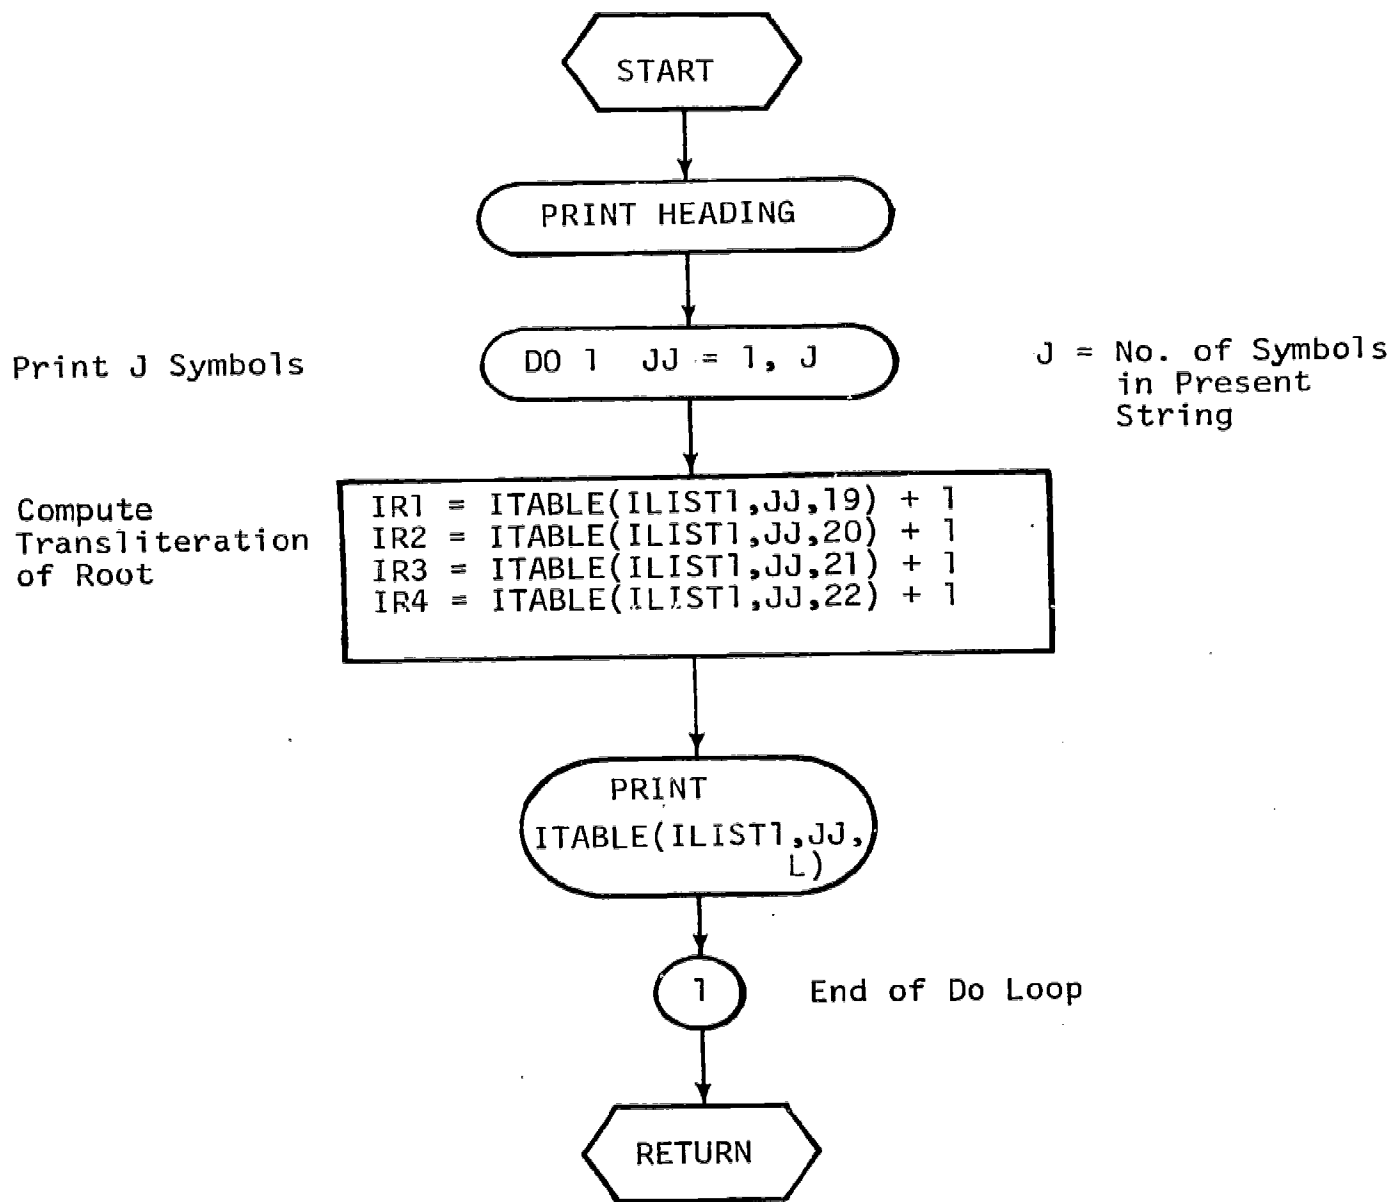 START
PRINT HEADING
Print J Symbols
DO 1 JJ = 1, J
J = No. of Symbols
in Present
String
Compute
Transliteration
of Root
IR1 = ITABLE(ILIST1,JJ,19) + 1
IR2 = ITABLE(ILIST1,JJ,20) + 1
IR3 = ITABLE(ILIST1,JJ,21) + 1
IR4 = ITABLE(ILIST1,JJ,22) + 1
PRINT
ITABLE(ILIST1,JJ,
L)
1
End of Do Loop
RETURN